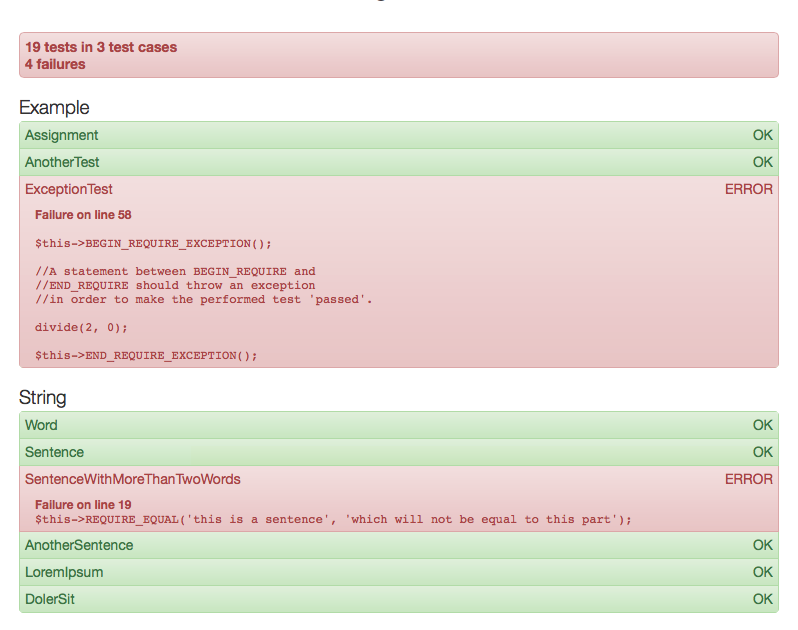 19 tests in 3 test cases
4 failures
Example
Assignment OK
AnotherTest OK
ExceptionTest ERROR
Failure on line 58
$this->BEGIN_REQUIRE_EXCEPTION();
//A statement between BEGIN_REQUIRE and
//END_REQUIRE should throw an exception
//in order to make the performed test 'passed'.
divide(2, 0);
$this->END_REQUIRE_EXCEPTION();
String
Word OK
Sentence OK
SentenceWithMoreThanTwoWords ERROR
Failure on line 19
$this->REQUIRE_EQUAL('this is a sentence', 'which will not be equal to this part');
AnotherSentence OK
LoremIpsum OK
DolerSit OK